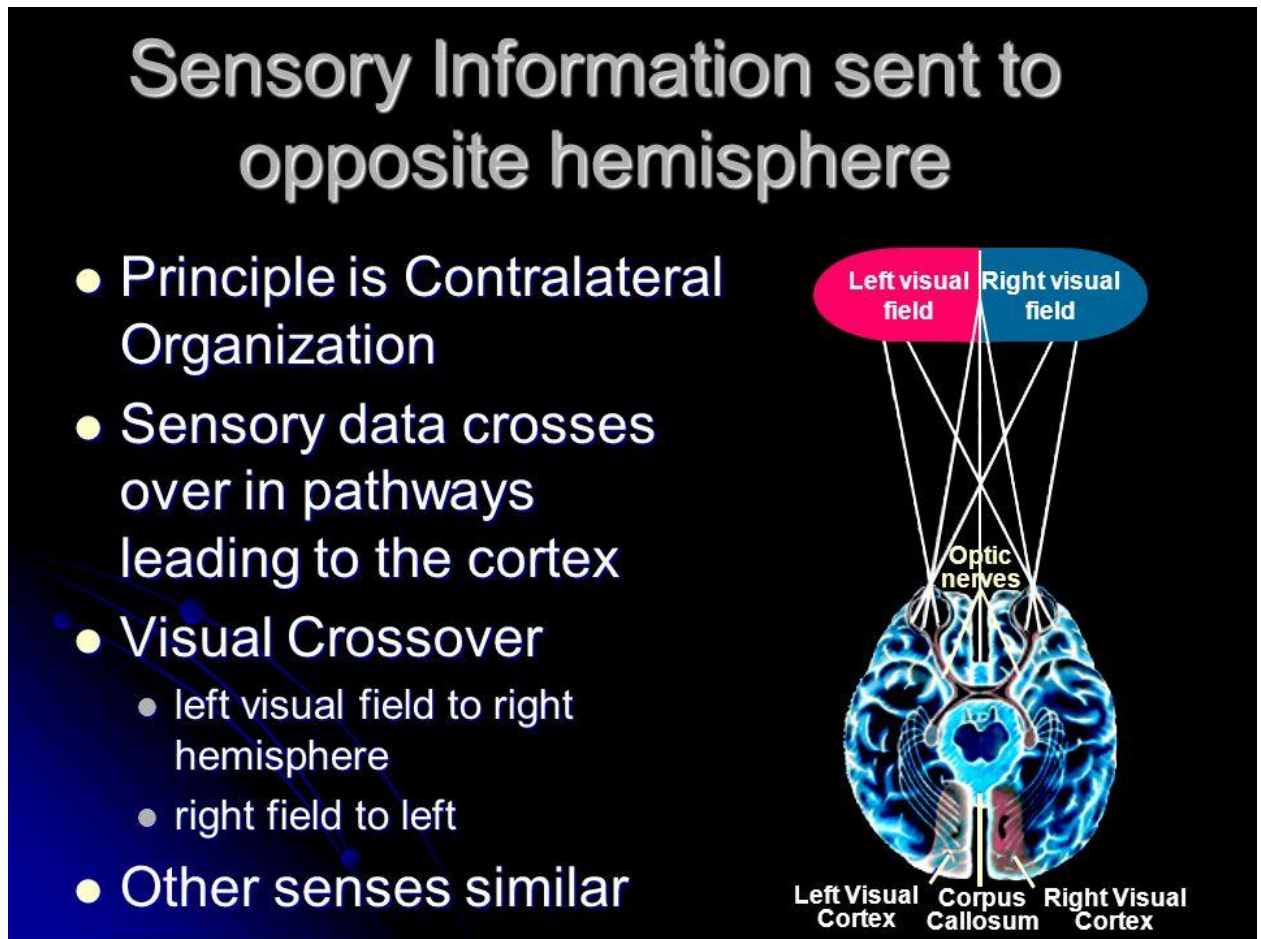 Sensory Information sent to
opposite hemisphere
Principle is Contralateral
Organization
Sensory data crosses
over in pathways
leading to the cortex
Visual Crossover
left visual field to right
hemisphere
right field to left
Other senses similar
Left visual
field
Right visual
field
Optic
nerves
Left Visual
Cortex
Corpus
Callosum
Right Visual
Cortex